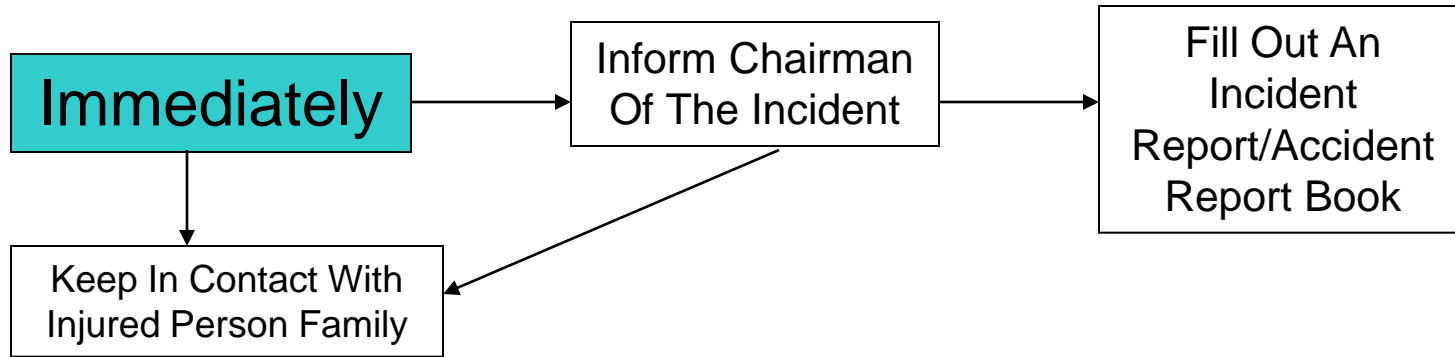 Immediately
Inform Chairman
Of The Incident
Fill Out An
Incident
Report/Accident
Report Book
Keep In Contact With
Injured Person Family